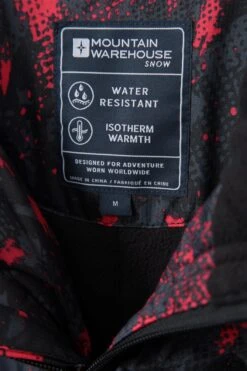 MOUNTAIN
WAREHOUSE
SNOW
WATER
RESISTANT
ISOTHERM
WARMTH
DESIGNED FOR ADVENTURE
WORN WORLDWIDE
MADE IN CHINA / FABRIQUÉ EN CHINE
M